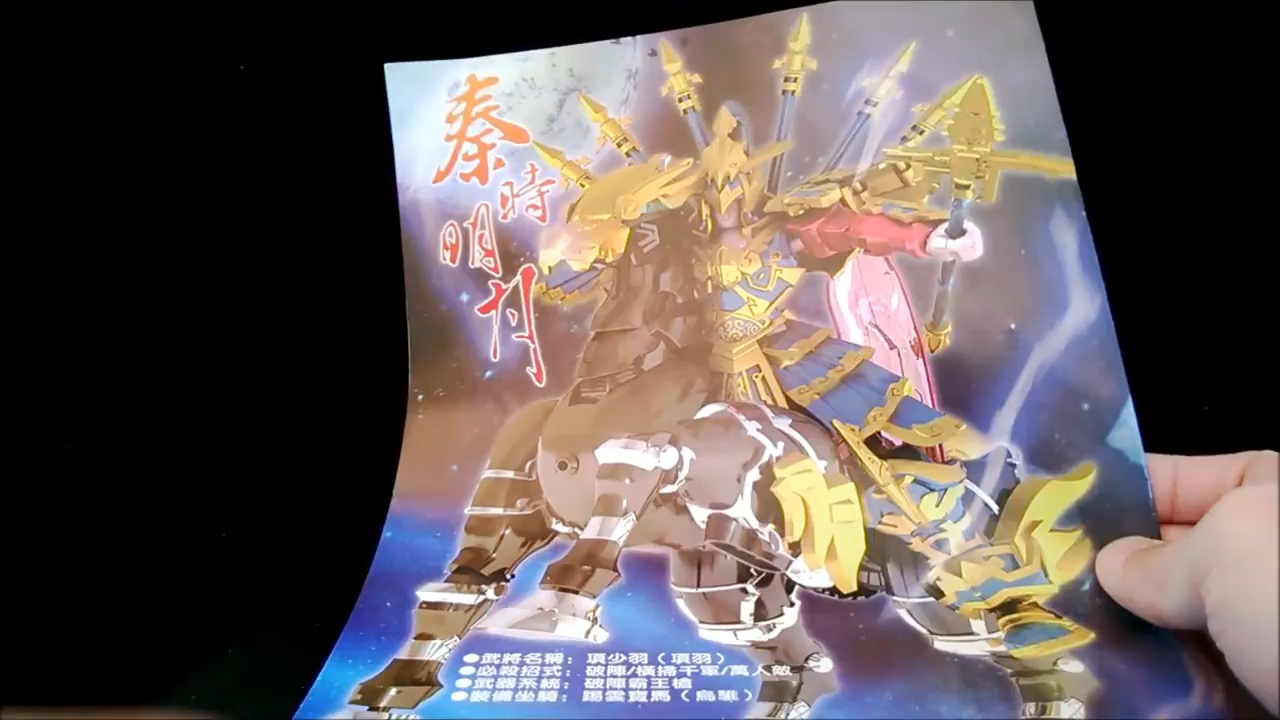 秦時明月
●武將名稱：項少羽（項羽）
●必殺招式：破陣/橫掃千軍/萬人敵
●武器系統：破陣霸王槍
●裝備坐騎：踢雲寶馬（烏騅）